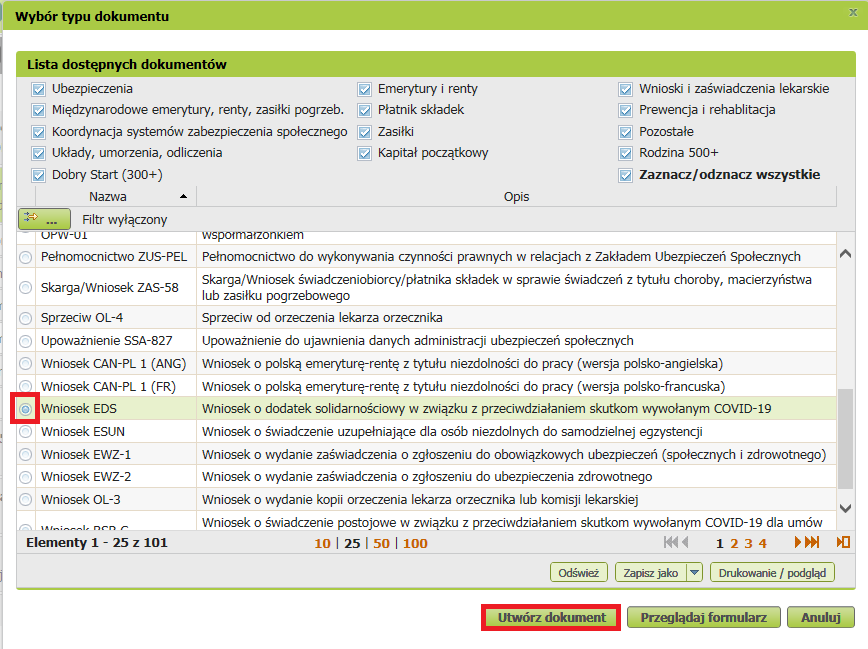 Wybór typu dokumentu
x
Lista dostępnych dokumentów
Ubezpieczenia
Emerytury i renty
Wnioski i zaświadczenia lekarskie
Międzynarodowe emerytury, renty, zasiłki pogrzeb.
Płatnik składek
Prewencja i rehablitacja
Koordynacja systemów zabezpieczenia społecznego
Zasiłki
Pozostałe
Układy, umorzenia, odliczenia
Kapitał początkowy
Rodzina 500+
Dobry Start (300+)
Zaznacz/odznacz wszystkie
Nazwa
Opis
...
Filtr wyłączony
OPW-01 współmałżonkiem
Pełnomocnictwo ZUS-PEL Pełnomocnictwo do wykonywania czynności prawnych w relacjach z Zakładem Ubezpieczeń Społecznych
Skarga/Wniosek ZAS-58 Skarga/Wniosek świadczeniobiorcy/płatnika składek w sprawie świadczeń z tytułu choroby, macierzyństwa
lub zasiłku pogrzebowego
Sprzeciw OL-4 Sprzeciw od orzeczenia lekarza orzecznika
Upoważnienie SSA-827 Upoważnienie do ujawnienia danych administracji ubezpieczeń społecznych
Wniosek CAN-PL 1 (ANG) Wniosek o polską emeryturę-rentę z tytułu niezdolności do pracy (wersja polsko-angielska)
Wniosek CAN-PL 1 (FR) Wniosek o polską emeryturę-rentę z tytułu niezdolności do pracy (wersja polsko-francuska)
Wniosek EDS Wniosek o dodatek solidarnościowy w związku z przeciwdziałaniem skutkom wywołanym COVID-19
Wniosek ESUN Wniosek o świadczenie uzupełniające dla osób niezdolnych do samodzielnej egzystencji
Wniosek EWZ-1 Wniosek o wydanie zaświadczenia o zgłoszeniu do obowiązkowych ubezpieczeń (społecznych i zdrowotnego)
Wniosek EWZ-2 Wniosek o wydanie zaświadczenia o zgłoszeniu do ubezpieczenia zdrowotnego
Wniosek OL-3 Wniosek o wydanie kopii orzeczenia lekarza orzecznika lub komisji lekarskiej
Wniosek RSP-C Wniosek o świadczenie postojowe w związku z przeciwdziałaniem skutkom wywołanym COVID-19 dla umów
Elementy 1 - 25 z 101
10 | 25 | 50 | 100
1 2 3 4
Odśwież
Zapisz jako
Drukowanie / podgląd
Utwórz dokument
Przeglądaj formularz
Anuluj